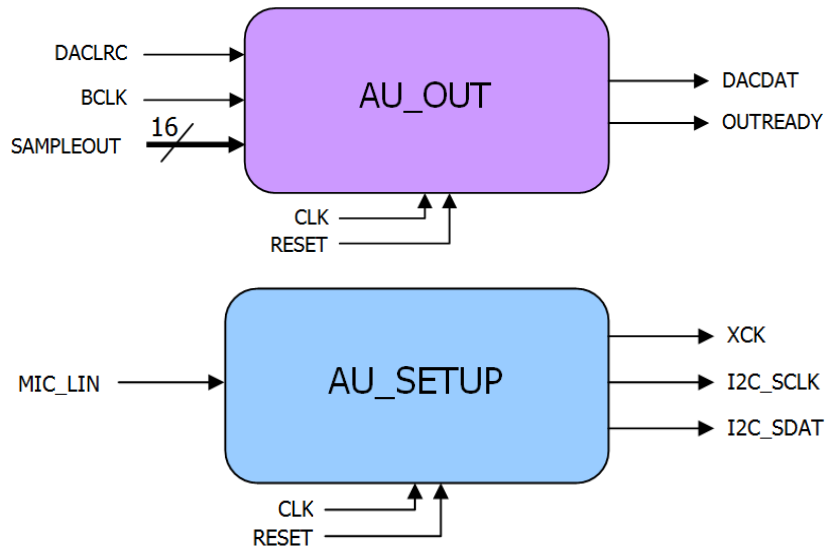 DACLRC
BCLK
16
SAMPLEOUT
AU_OUT
DACDAT
OUTREADY
CLK
RESET
MIC_LIN
AU_SETUP
XCK
I2C_SCLK
I2C_SDAT
CLK
RESET